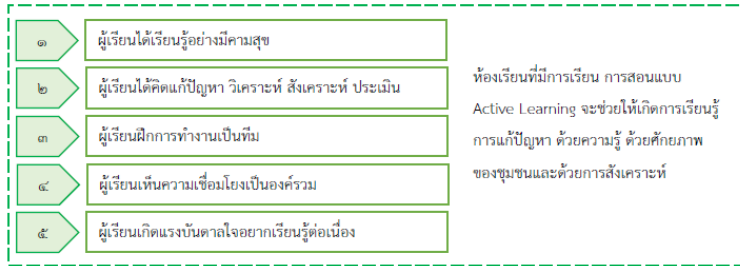 ๑ ผู้เรียนได้เรียนรู้อย่างมีคามสุข
๒ ผู้เรียนได้คิดแก้ปัญหา วิเคราะห์ สังเคราะห์ ประเมิน
๓ ผู้เรียนฝึกการทำงานเป็นทีม
๔ ผู้เรียนเห็นความเชื่อมโยงเป็นองค์รวม
๕ ผู้เรียนเกิดแรงบันดาลใจอยากเรียนรู้ต่อเนื่อง
ห้องเรียนที่มีการเรียน การสอนแบบ
Active Learning จะช่วยให้เกิดการเรียนรู้
การแก้ปัญหา ด้วยความรู้ ด้วยศักยภาพ
ของชุมชนและด้วยการสังเคราะห์